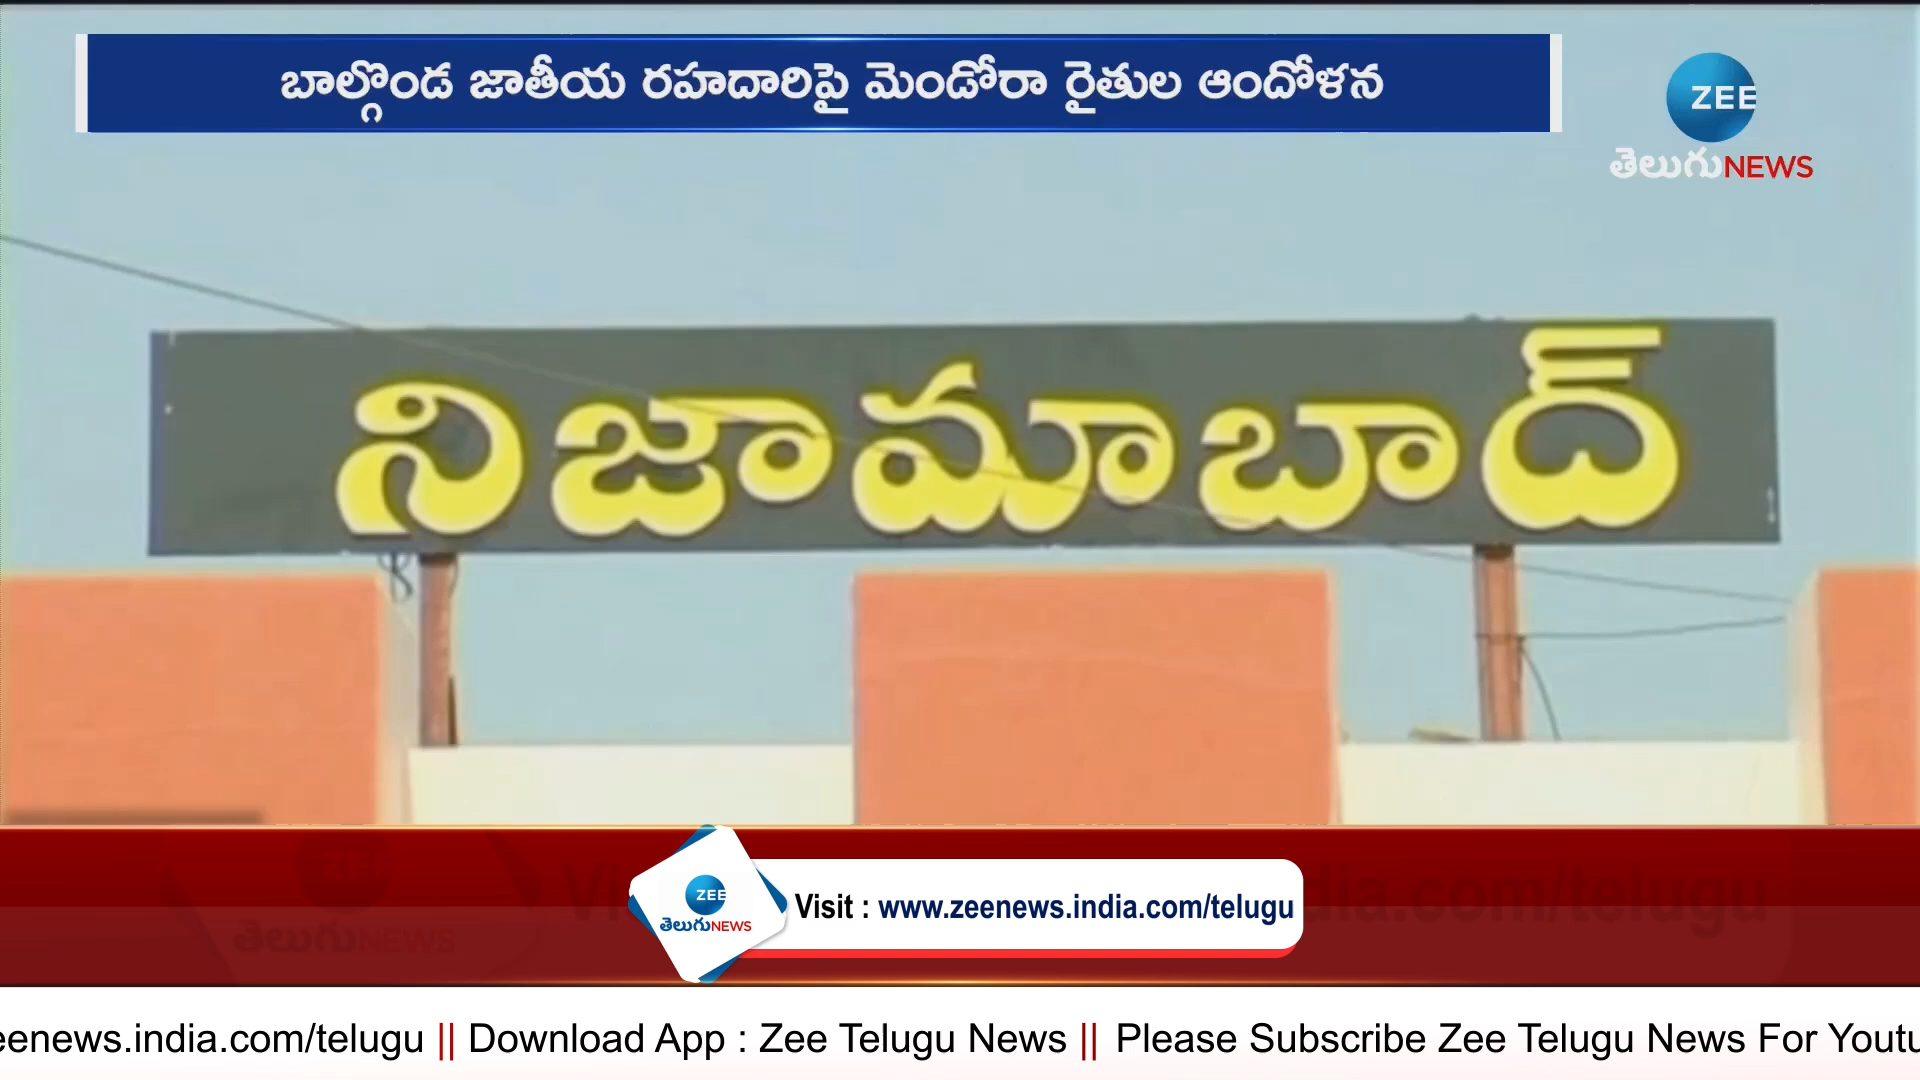 బాల్గొండ జాతీయ రహదారిపై మెండోరా రైతుల ఆందోళన
ZEE
తెలుగు NEWS
నిజామాబాద్
ZEE
తెలుగు NEWS
Visit : www.zeenews.india.com/telugu
eenews.india.com/telugu || Download App : Zee Telugu News || Please Subscribe Zee Telugu News For Youtu